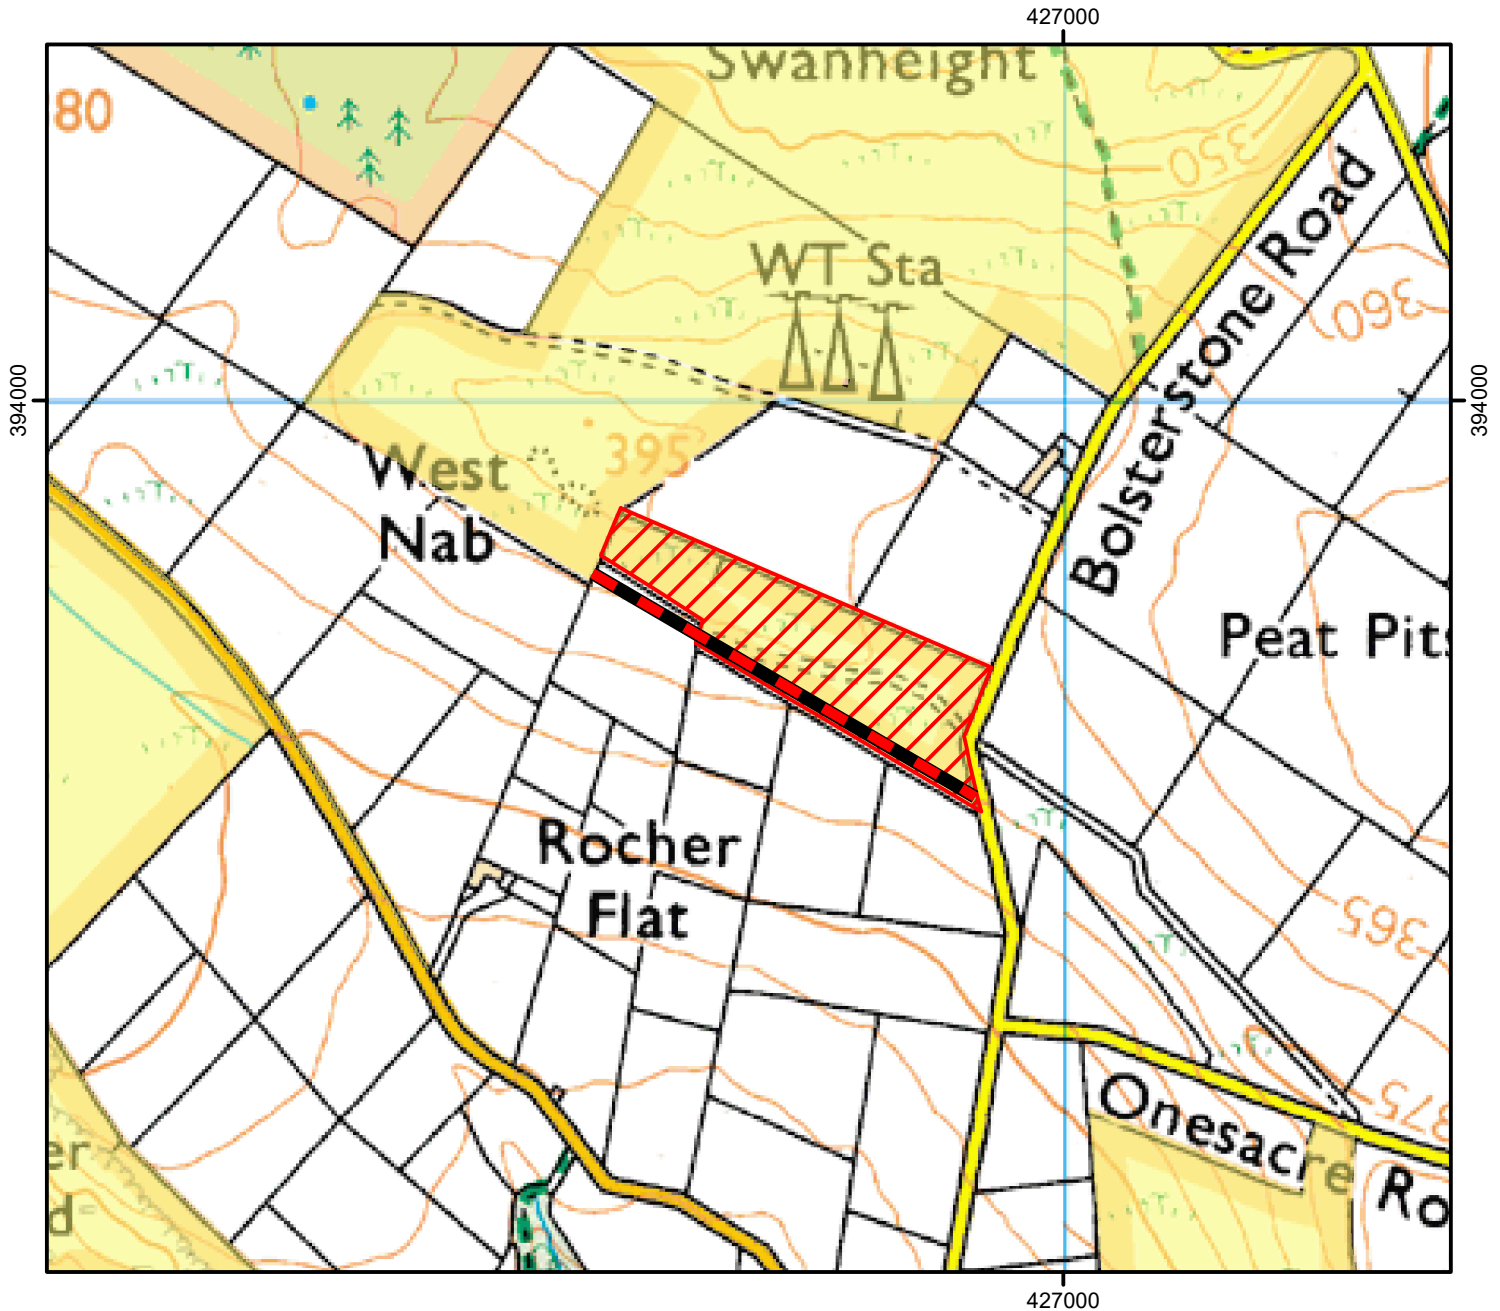 427000
Swanheight
80
350
Bolsterstone Road
WT Sta
360
394000
394000
395
West
Nab
Peat Pits
Rocher
Flat
365
375
Onesacre Ro
er
d
427000